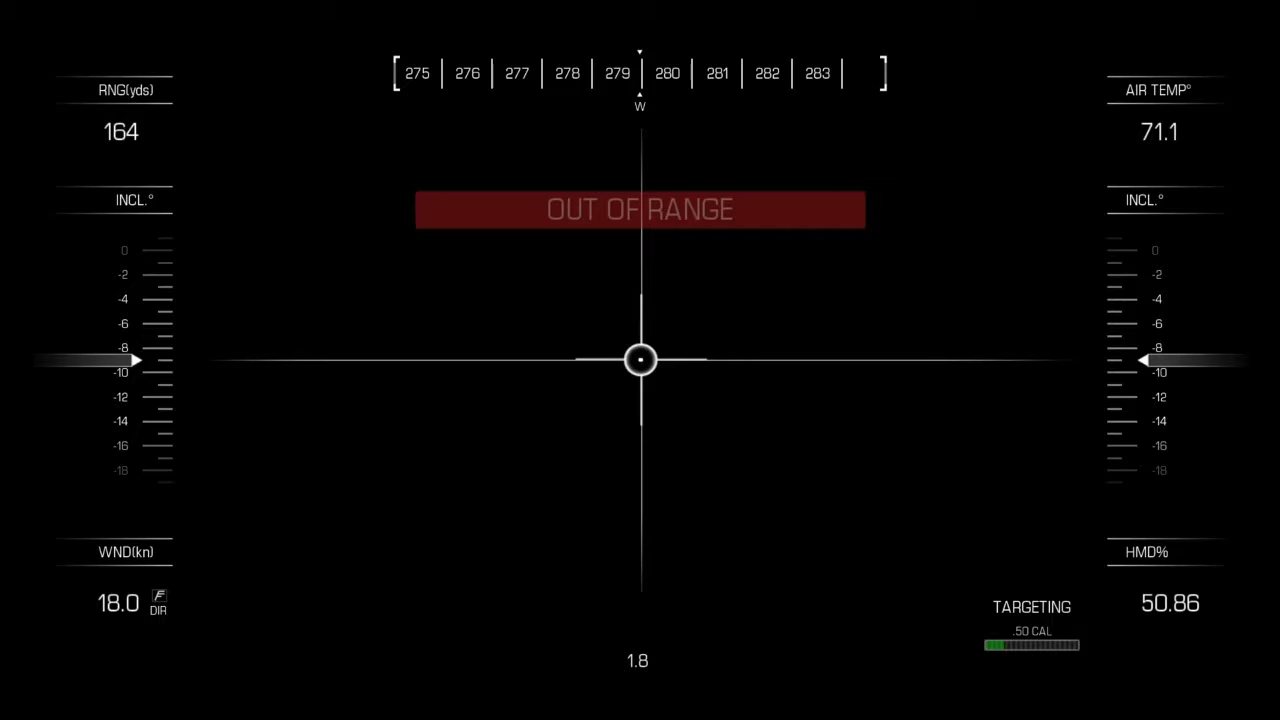 275 276 277 278 279 280 281 282 283
W
RNG(yds)
164
AIR TEMP°
71.1
OUT OF RANGE
INCL.°
0
-2
-4
-6
-8
-10
-12
-14
-16
-18
INCL.°
0
-2
-4
-6
-8
-10
-12
-14
-16
-18
WND(kn)
18.0
F
DIR
HMD%
50.86
TARGETING
.50 CAL
1.8